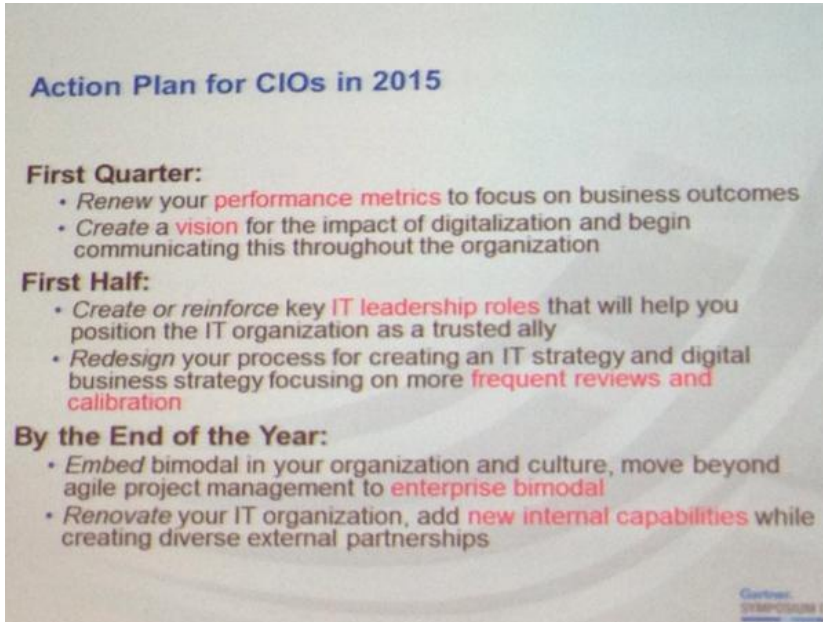 Action Plan for CIOs in 2015
First Quarter:
• Renew your performance metrics to focus on business outcomes
• Create a vision for the impact of digitalization and begin
communicating this throughout the organization
First Half:
• Create or reinforce key IT leadership roles that will help you
position the IT organization as a trusted ally
• Redesign your process for creating an IT strategy and digital
business strategy focusing on more frequent reviews and
calibration
By the End of the Year:
• Embed bimodal in your organization and culture, move beyond
agile project management to enterprise bimodal
• Renovate your IT organization, add new internal capabilities while
creating diverse external partnerships
Gartner
SYMPOSIUM